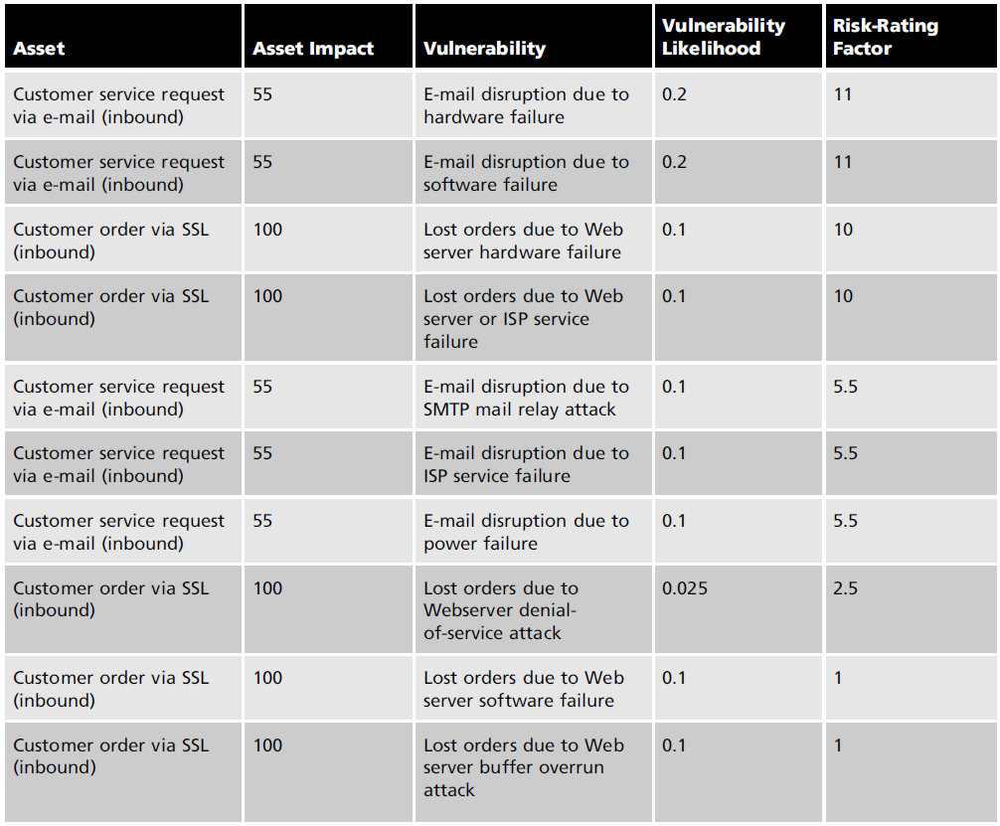 Asset
Asset Impact
Vulnerability
Vulnerability
Likelihood
Risk-Rating
Factor
Customer service request
via e-mail (inbound)
55
E-mail disruption due to
hardware failure
0.2
11
Customer service request
via e-mail (inbound)
55
E-mail disruption due to
software failure
0.2
11
Customer order via SSL
(inbound)
100
Lost orders due to Web
server hardware failure
0.1
10
Customer order via SSL
(inbound)
100
Lost orders due to Web
server or ISP service
failure
0.1
10
Customer service request
via e-mail (inbound)
55
E-mail disruption due to
SMTP mail relay attack
0.1
5.5
Customer service request
via e-mail (inbound)
55
E-mail disruption due to
ISP service failure
0.1
5.5
Customer service request
via e-mail (inbound)
55
E-mail disruption due to
power failure
0.1
5.5
Customer order via SSL
(inbound)
100
Lost orders due to
Webserver denial-
of-service attack
0.025
2.5
Customer order via SSL
(inbound)
100
Lost orders due to Web
server software failure
0.1
1
Customer order via SSL
(inbound)
100
Lost orders due to Web
server buffer overrun
attack
0.1
1